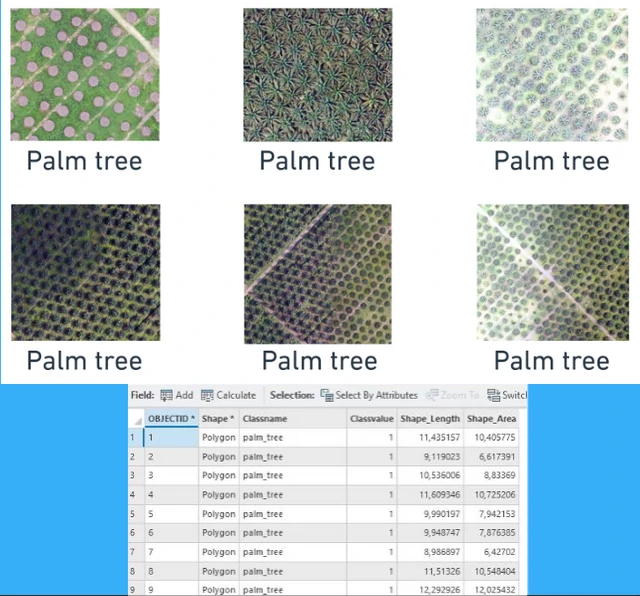 Palm tree Palm tree Palm tree
Palm tree Palm tree Palm tree
Field: Add Calculate Selection: Select By Attributes Zoom To Switch
OBJECTID * Shape * Classname Classvalue Shape_Length Shape_Area
1 1 Polygon palm_tree 1 11,435157 10,405775
2 2 Polygon palm_tree 1 9,119023 6,617391
3 3 Polygon palm_tree 1 10,536006 8,83369
4 4 Polygon palm_tree 1 11,609346 10,725206
5 5 Polygon palm_tree 1 9,990197 7,942153
6 6 Polygon palm_tree 1 9,948747 7,876385
7 7 Polygon palm_tree 1 8,986897 6,42702
8 8 Polygon palm_tree 1 11,51326 10,548404
9 9 Polygon palm_tree 1 12,292926 12,025432